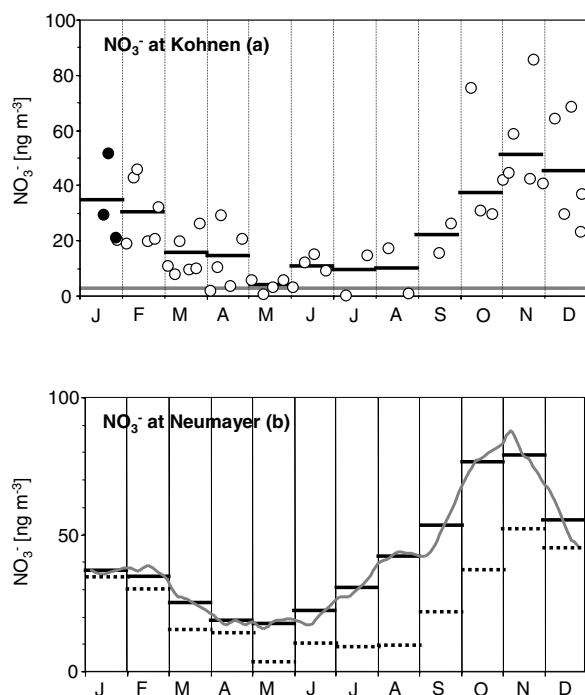 NO₃⁻ at Kohnen (a)
NO₃⁻ [ng m⁻³]
100
80
60
40
20
0
J F M A M J J A S O N D
NO₃⁻ at Neumayer (b)
NO₃⁻ [ng m⁻³]
100
50
0
J F M A M J J A S O N D